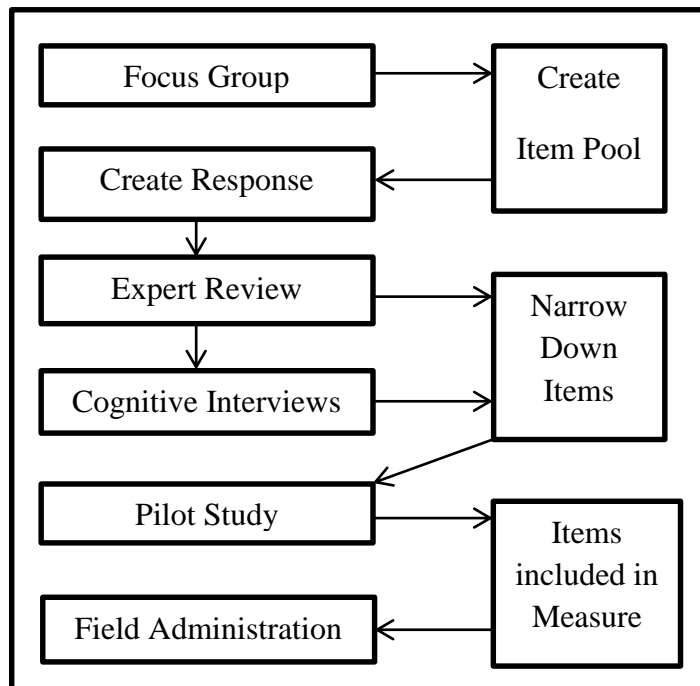 Focus Group
Create
Item Pool
Create Response
Expert Review
Narrow
Down
Items
Cognitive Interviews
Pilot Study
Items
included in
Measure
Field Administration